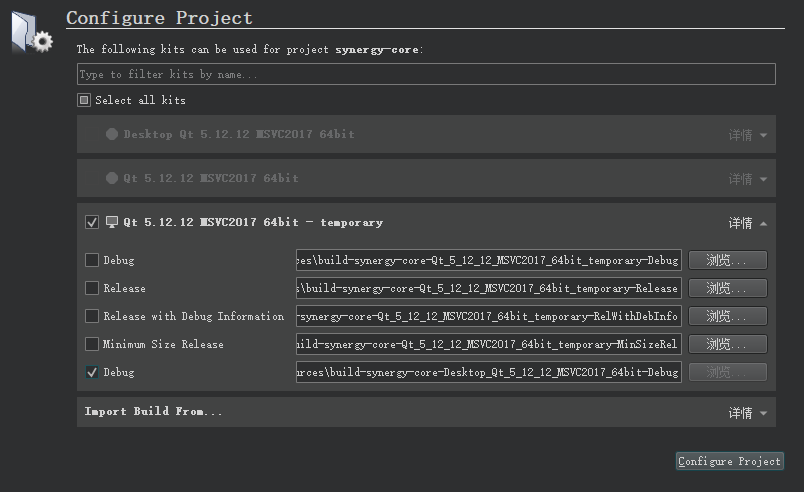 Configure Project
The following kits can be used for project synergy-core:
Type to filter kits by name...
Select all kits
Desktop Qt 5.12.12 MSVC2017 64bit 详情
Qt 5.12.12 MSVC2017 64bit 详情
Qt 5.12.12 MSVC2017 64bit - temporary 详情
Debug ces\build-synergy-core-Qt_5_12_12_MSVC2017_64bit_temporary-Debug 浏览...
Release s\build-synergy-core-Qt_5_12_12_MSVC2017_64bit_temporary-Release 浏览...
Release with Debug Information -synergy-core-Qt_5_12_12_MSVC2017_64bit_temporary-RelWithDebInfo 浏览...
Minimum Size Release uild-synergy-core-Qt_5_12_12_MSVC2017_64bit_temporary-MinSizeRel 浏览...
Debug urces\build-synergy-core-Desktop_Qt_5_12_12_MSVC2017_64bit-Debug 浏览...
Import Build From... 详情
Configure Project